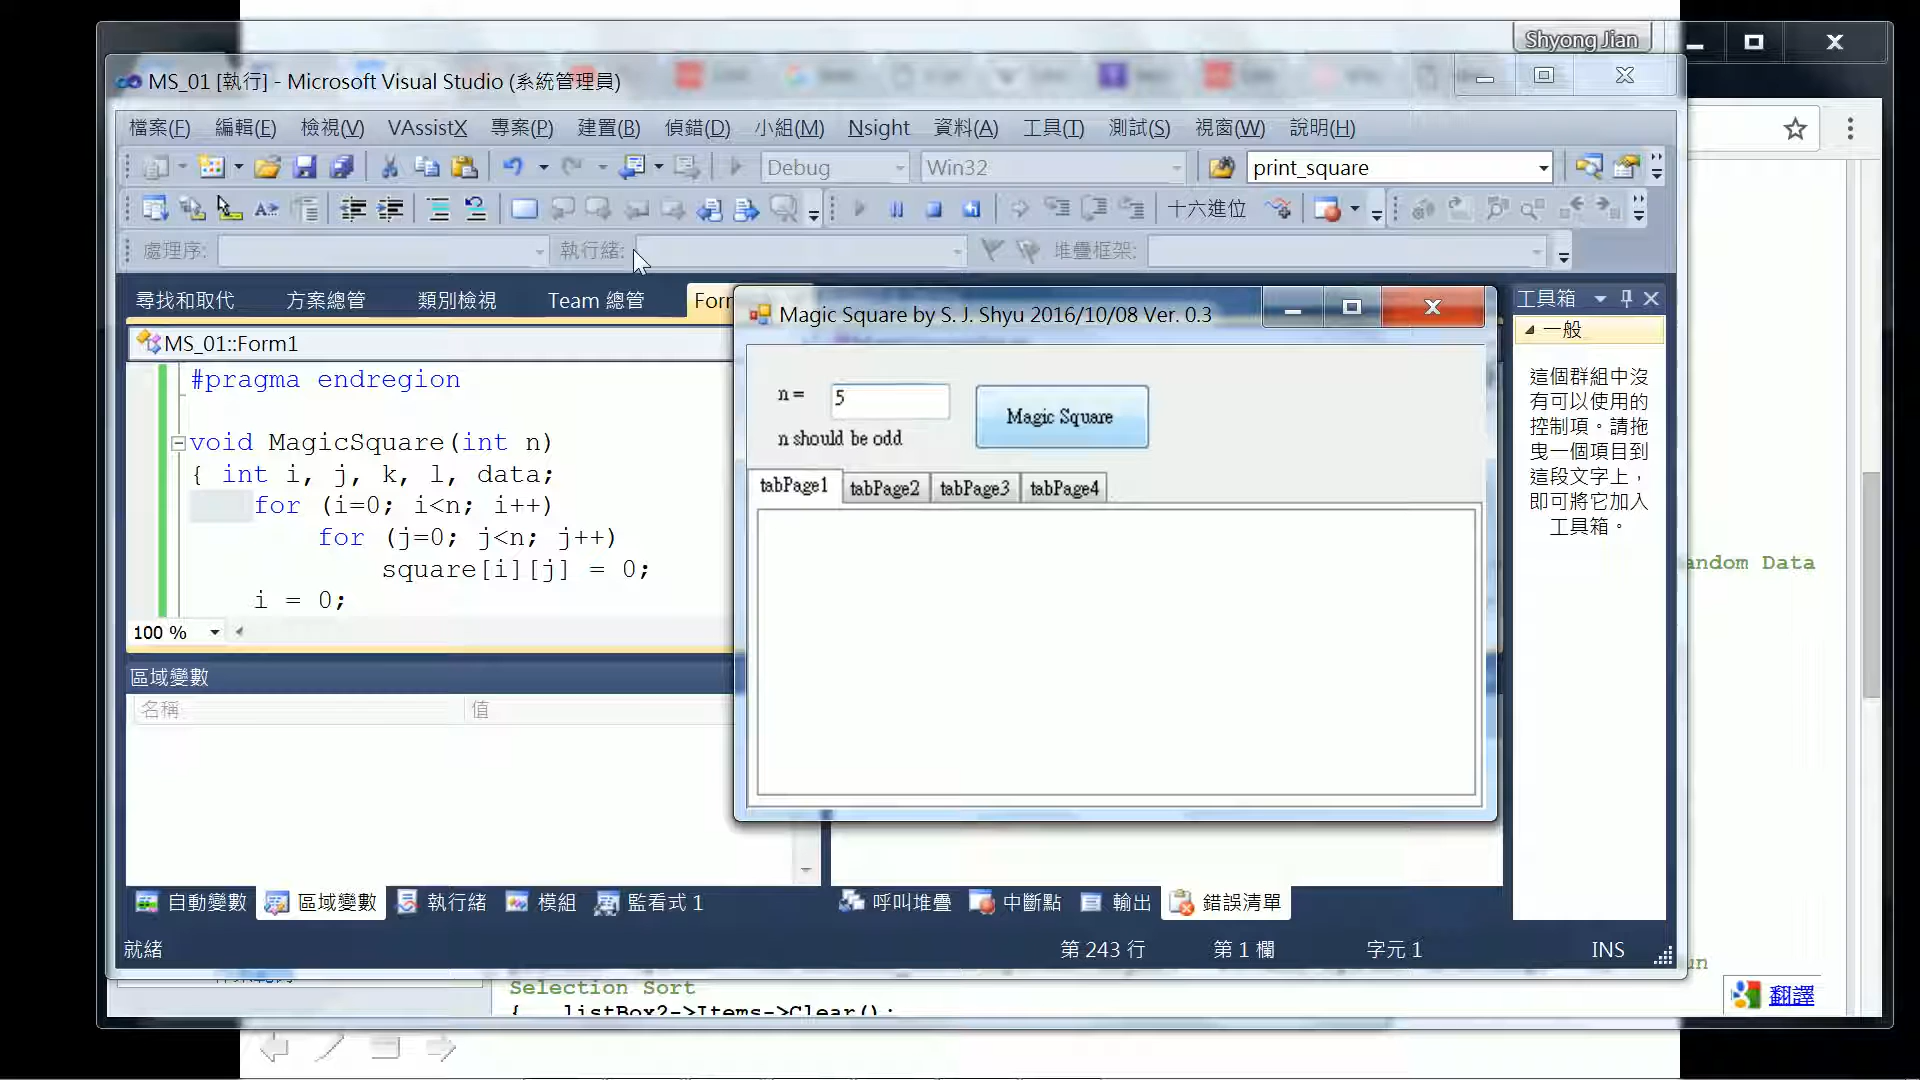 Shyong Jian
MS_01 [執行] - Microsoft Visual Studio (系統管理員)
檔案(F) 編輯(E) 檢視(V) VAssistX 專案(P) 建置(B) 偵錯(D) 小組(M) Nsight 資料(A) 工具(T) 測試(S) 視窗(W) 說明(H)
Debug Win32 print_square
十六進位
處理序: 執行緒: 堆疊框架:
尋找和取代 方案總管 類別檢視 Team 總管 Forr
MS_01::Form1
#pragma endregion
void MagicSquare(int n)
{ int i, j, k, l, data;
for (i=0; i<n; i++)
for (j=0; j<n; j++)
square[i][j] = 0;
i = 0;
100 %
區域變數
名稱 值
Magic Square by S. J. Shyu 2016/10/08 Ver. 0.3
n = 5 Magic Square
n should be odd
tabPage1 tabPage2 tabPage3 tabPage4
工具箱
一般
這個群組中沒
有可以使用的
控制項。請拖
曳一個項目到
這段文字上，
即可將它加入
工具箱。
andom Data
自動變數 區域變數 執行緒 模組 監看式 1
呼叫堆疊 中斷點 輸出 錯誤清單
就緒 第 243 行 第 1 欄 字元 1 INS
un
Selection Sort
{ listBox2->Items->Clear();
翻譯